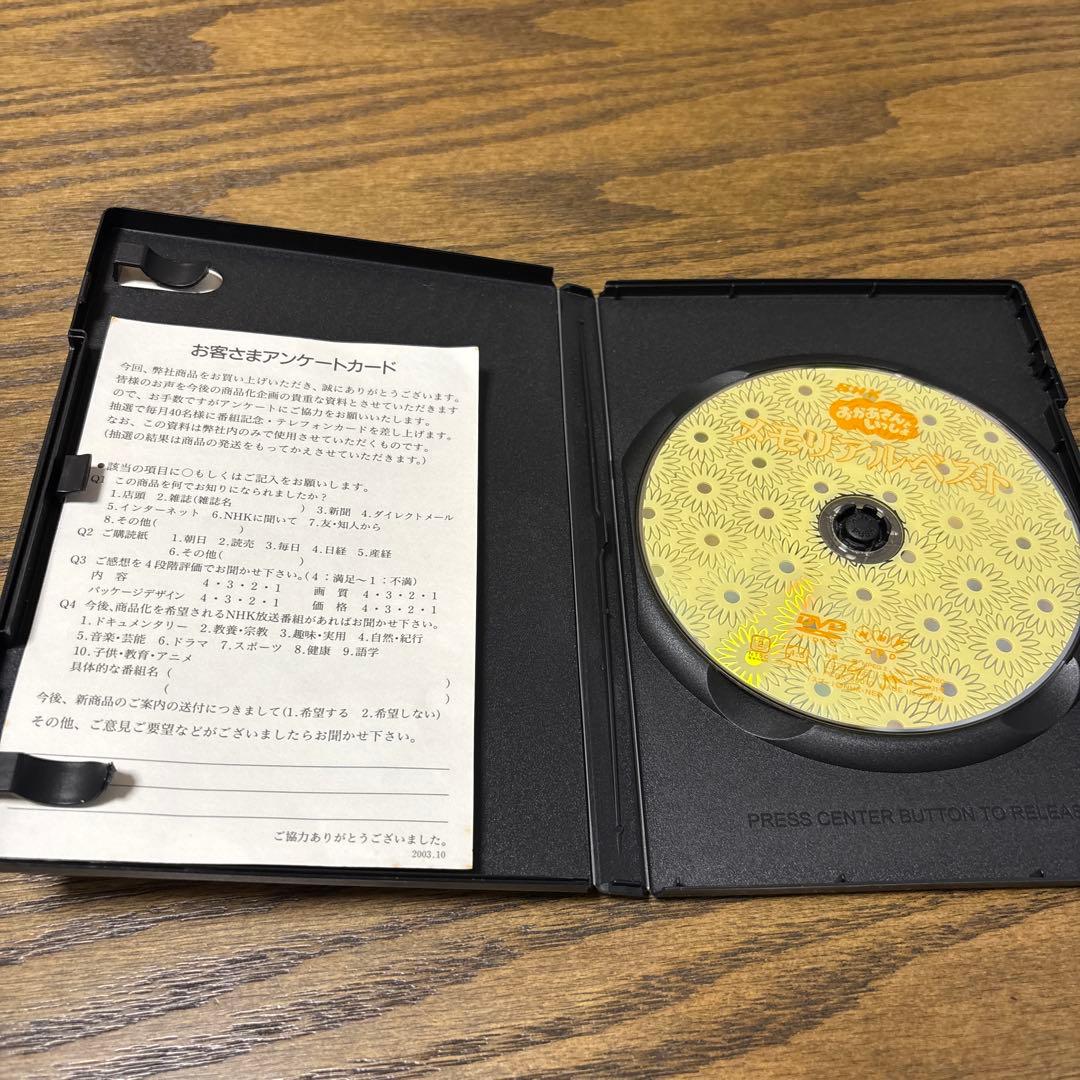 お客さまアンケートカード
今回、弊社商品をお買い上げいただき、誠にありがとうございます。
皆様のお声を今後の商品化企画の貴重な資料とさせていただきます
ので、お手数ですがアンケートにご協力をお願いいたします。
抽選で毎月40名様に番組記念・テレフォンカードを差し上げます。
なお、この資料は弊社内のみで使用させていただくものです。
(抽選の結果は商品の発送をもってかえさせていただきます。)
●該当の項目に○もしくはご記入をお願いします。
Q1 この商品を何でお知りになられましたか？
1.店頭 2.雑誌(雑誌名 ) 3.新聞 4.ダイレクトメール
5.インターネット 6.NHKに聞いて 7.友・知人から
8.その他( )
Q2 ご購読紙 1.朝日 2.読売 3.毎日 4.日経 5.産経
6.その他( )
Q3 ご感想を４段階評価でお聞かせ下さい。(４；満足〜１；不満)
内 容 4・3・2・1 画 質 4・3・2・1
パッケージデザイン 4・3・2・1 価 格 4・3・2・1
Q4 今後、商品化を希望されるNHK放送番組があればお聞かせ下さい。
1.ドキュメンタリー 2.教養・宗教 3.趣味・実用 4.自然・紀行
5.音楽・芸能 6.ドラマ 7.スポーツ 8.健康 9.語学
10.子供・教育・アニメ
具体的な番組名 ( )
( )
今後、新商品のご案内の送付につきまして(1.希望する 2.希望しない)
その他、ご意見ご要望などがございましたらお聞かせ下さい。
ご協力ありがとうございました。
2003.10
NHK
おかあさんと
いっしょ
メモリアル・ベスト
DVD
PRESS CENTER BUTTON TO RELEAS